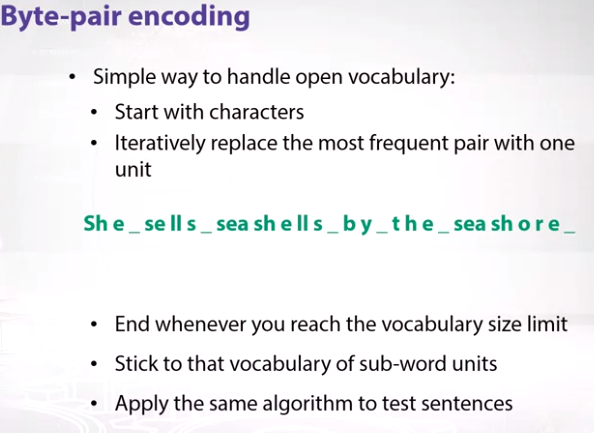 Byte-pair encoding
• Simple way to handle open vocabulary:
• Start with characters
• Iteratively replace the most frequent pair with one
unit
Sh e _ se ll s _ sea sh e ll s _ b y _ t h e _ sea sh o r e _
• End whenever you reach the vocabulary size limit
• Stick to that vocabulary of sub-word units
• Apply the same algorithm to test sentences